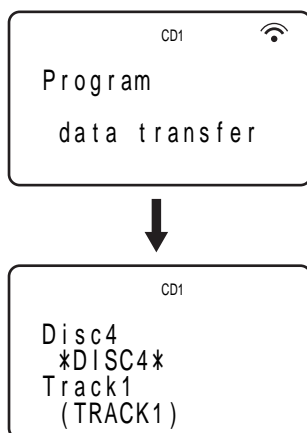 CD1
Program
data transfer
CD1
Disc4
*DISC4*
Track1
(TRACK1)